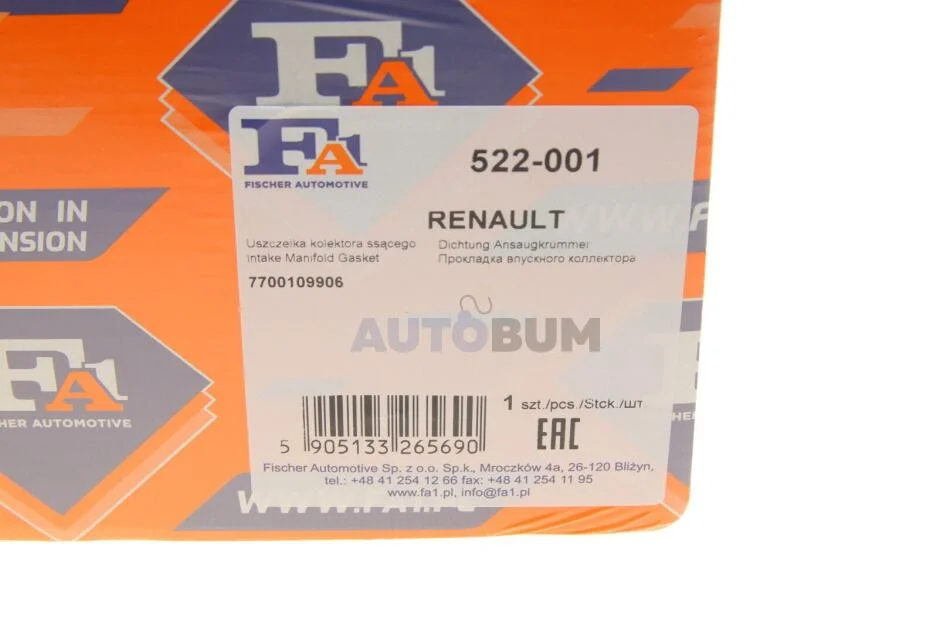 FA1
ON IN
NSION
FA1
FISCHER AUTOMOTIVE
522-001
RENAULT
Uszczelka kolektora ssącego
Dichtung Ansaugkrummer
Intake Manifold Gasket
Прокладка впускного коллектора
7700109906
AUTOBUM
FA1
HER AUTOMOTIVE
1 szt./pcs./Stck./шт.
EAC
5 905133 265690
Fischer Automotive Sp. z o.o. Sp.k., Mroczków 4a, 26-120 Bliżyn,
tel.: +48 41 254 12 66 fax: +48 41 254 11 95
www.fa1.pl, info@fa1.pl